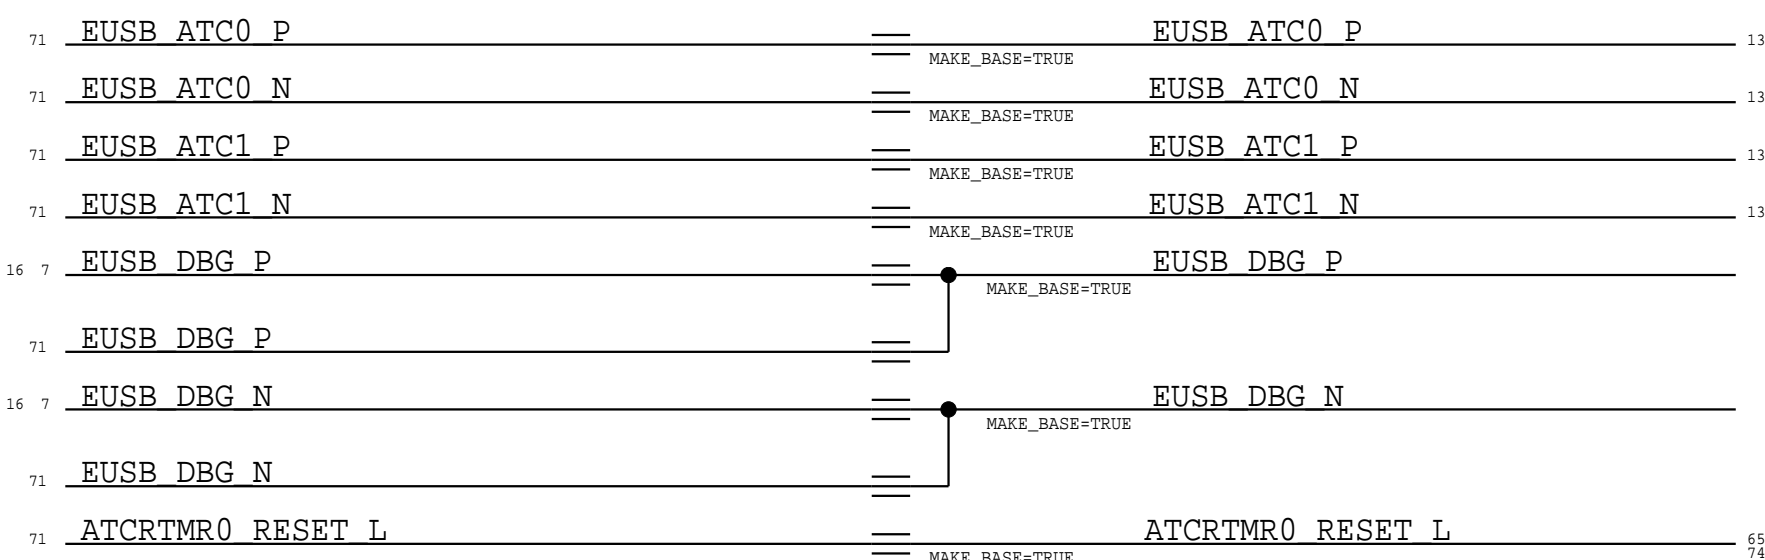 71 EUSB_ATC0_P EUSB_ATC0_P 13
MAKE_BASE=TRUE
71 EUSB_ATC0_N EUSB_ATC0_N 13
MAKE_BASE=TRUE
71 EUSB_ATC1_P EUSB_ATC1_P 13
MAKE_BASE=TRUE
71 EUSB_ATC1_N EUSB_ATC1_N 13
MAKE_BASE=TRUE
16 7 EUSB_DBG_P EUSB_DBG_P
MAKE_BASE=TRUE
71 EUSB_DBG_P
16 7 EUSB_DBG_N EUSB_DBG_N
MAKE_BASE=TRUE
71 EUSB_DBG_N
71 ATCRTMR0_RESET_L ATCRTMR0_RESET_L 65
74
MAKE_BASE=TRUE